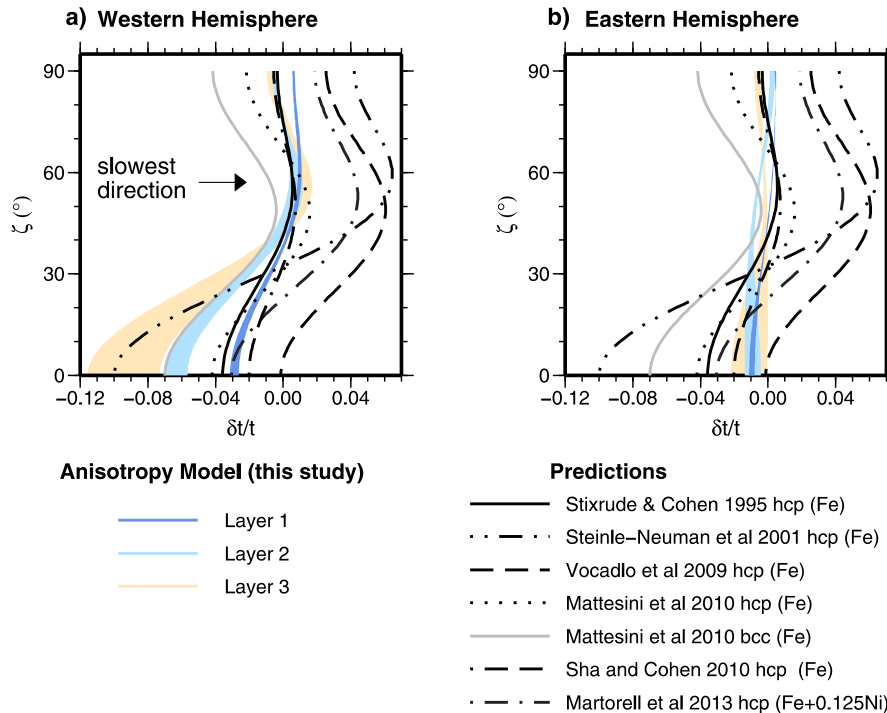 a) Western Hemisphere
90
60
30
0
ζ (°)
slowest
direction
−0.12
−0.08
−0.04
0.00
0.04
δt/t
b) Eastern Hemisphere
90
60
30
0
ζ (°)
−0.12
−0.08
−0.04
0.00
0.04
δt/t
Anisotropy Model (this study)
Layer 1
Layer 2
Layer 3
Predictions
Stixrude & Cohen 1995 hcp (Fe)
Steinle−Neuman et al 2001 hcp (Fe)
Vocadlo et al 2009 hcp (Fe)
Mattesini et al 2010 hcp (Fe)
Mattesini et al 2010 bcc (Fe)
Sha and Cohen 2010 hcp (Fe)
Martorell et al 2013 hcp (Fe+0.125Ni)